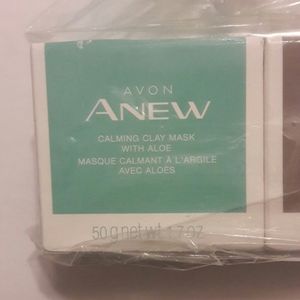 AVON
ANEW
CALMING CLAY MASK
WITH ALOE
MASQUE CALMANT À L'ARGILE
AVEC ALOÈS
50 g net wt 1.7 oz